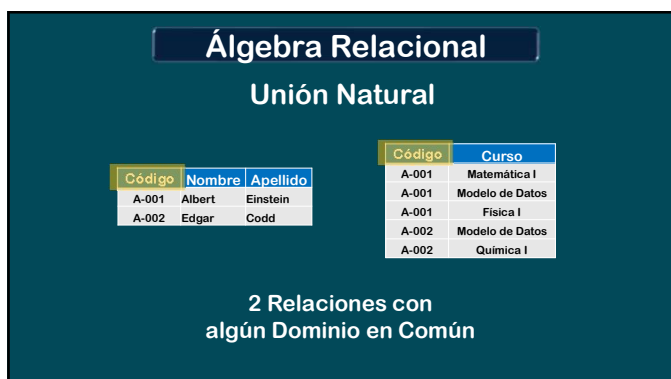 Álgebra Relacional
Unión Natural
Código Nombre Apellido
A-001 Albert Einstein
A-002 Edgar Codd
Código Curso
A-001 Matemática I
A-001 Modelo de Datos
A-001 Física I
A-002 Modelo de Datos
A-002 Química I
2 Relaciones con
algún Dominio en Común